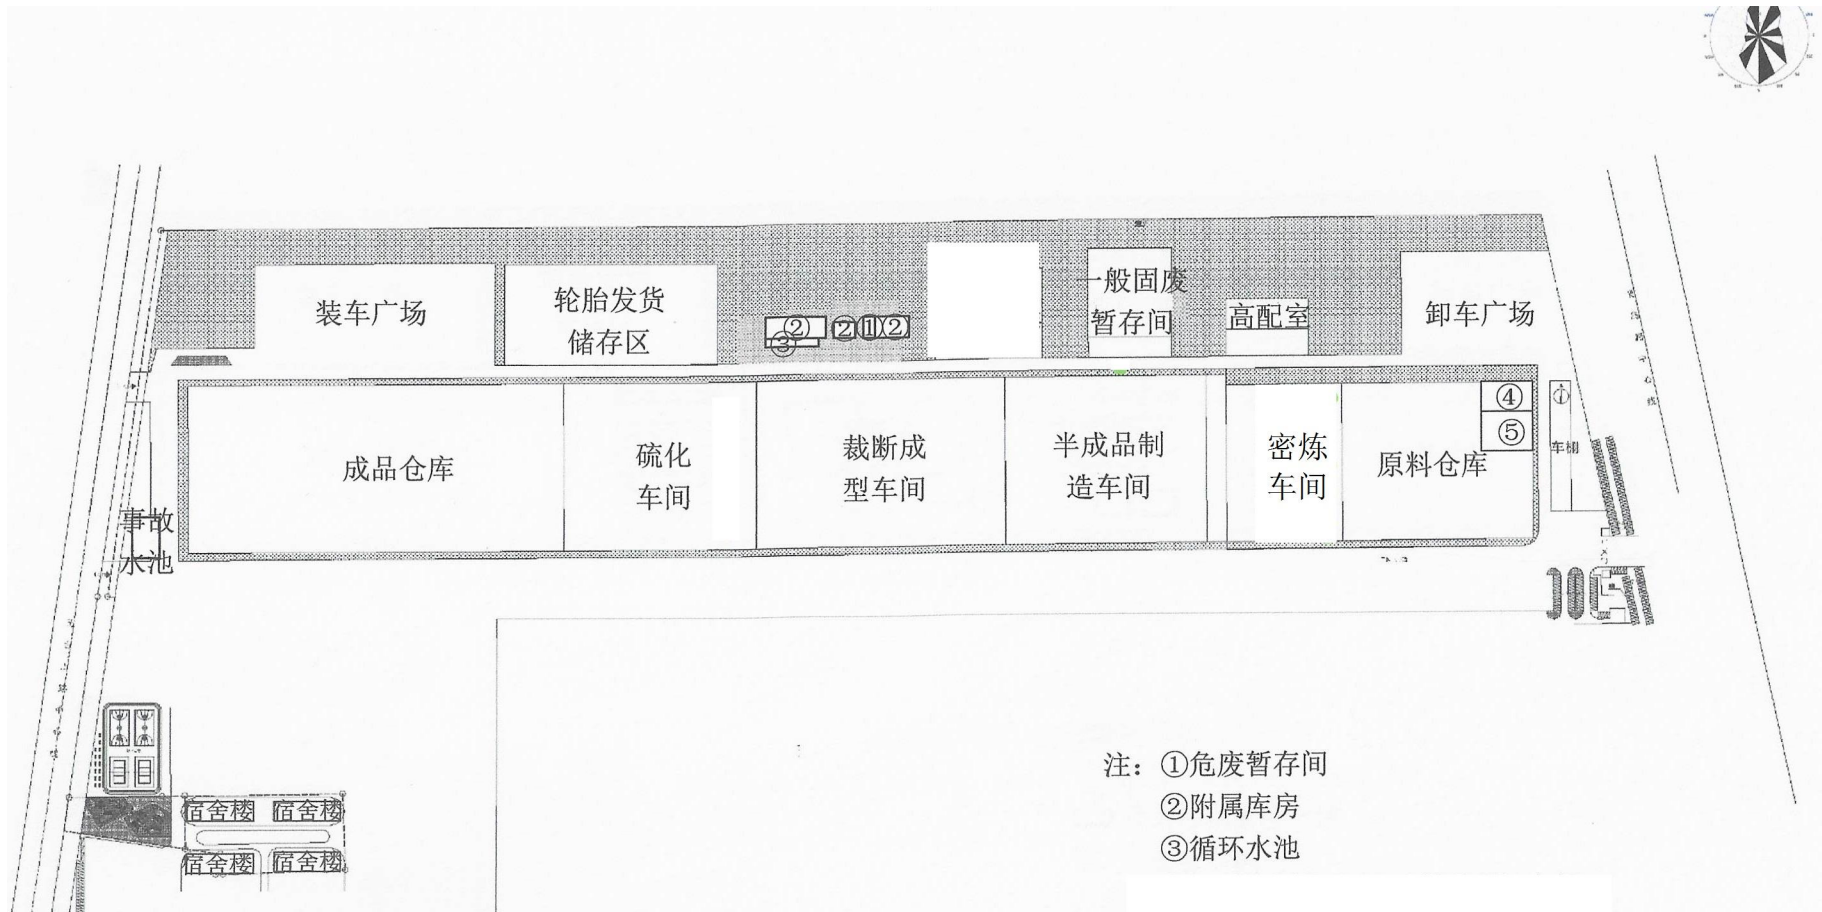 装车广场
轮胎发货
储存区
②
③
②①②
一般固废
暂存间
高配室
卸车广场
成品仓库
硫化
车间
裁断成
型车间
半成品制
造车间
密炼
车间
原料仓库
④
⑤
车棚
事故
水池
宿舍楼 宿舍楼
宿舍楼 宿舍楼
注：①危废暂存间
②附属库房
③循环水池